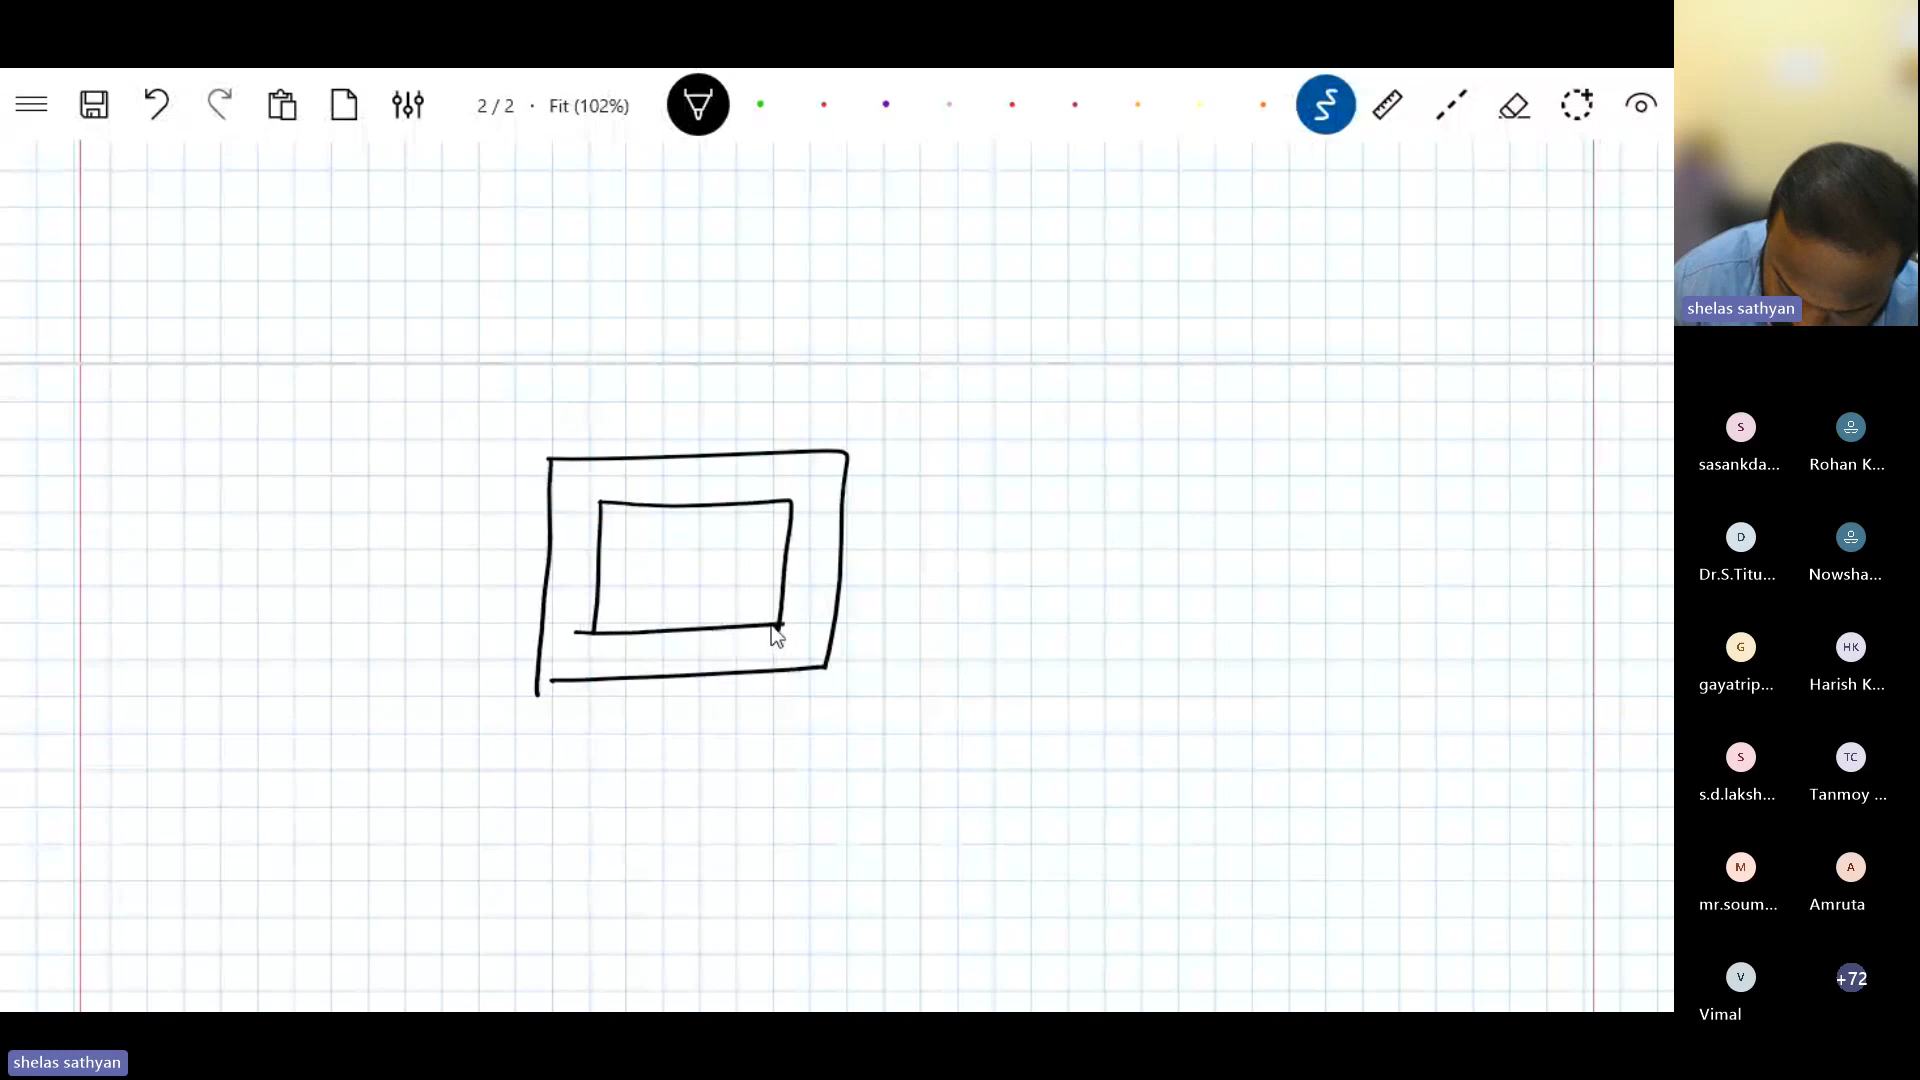 2 / 2 · Fit (102%)
shelas sathyan
S
sasankda...
Rohan K...
D
Dr.S.Titu...
Nowsha...
G
HK
gayatrip...
Harish K...
S
TC
s.d.laksh...
Tanmoy ...
M
A
mr.soum...
Amruta
V
+72
Vimal
shelas sathyan